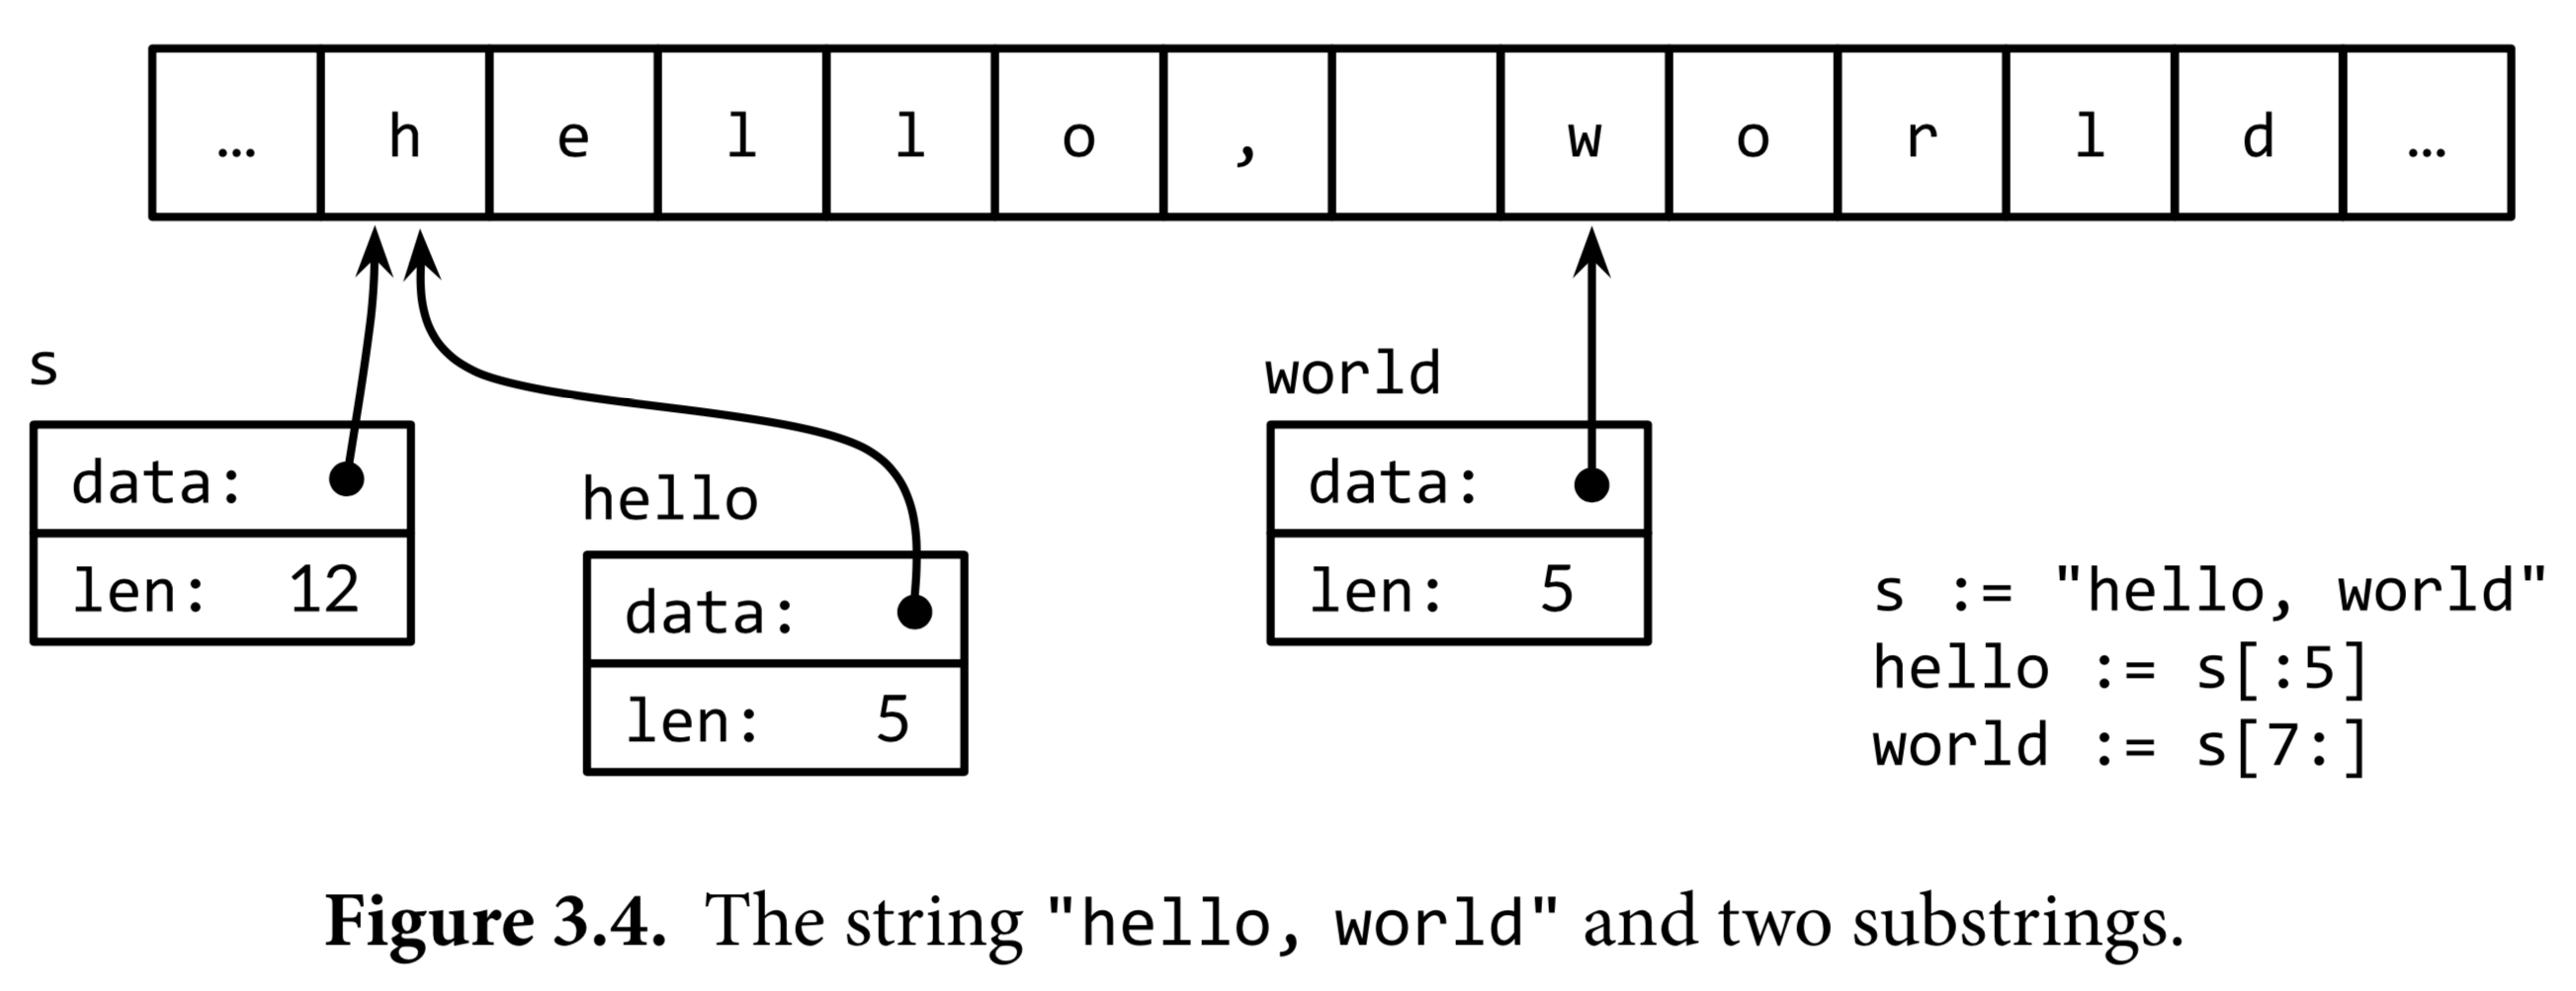 … h e l l o , w o r l d …
s
data:
len: 12
hello
data:
len: 5
world
data:
len: 5
s := "hello, world"
hello := s[:5]
world := s[7:]
Figure 3.4. The string "hello, world" and two substrings.